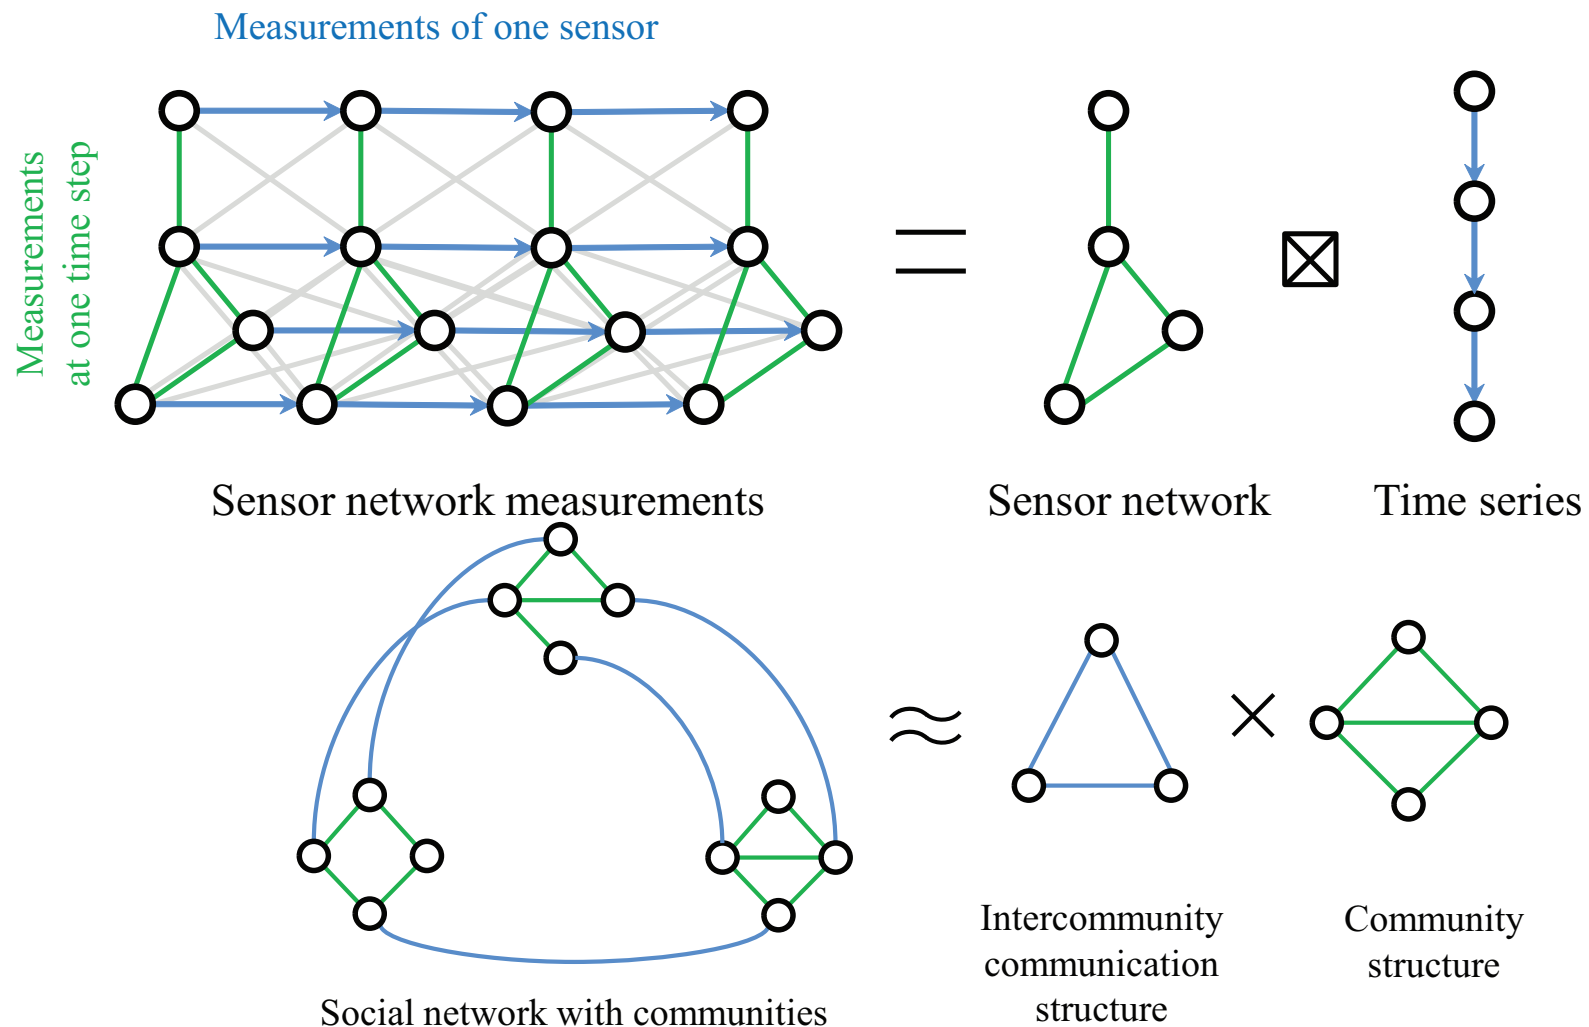 Measurements of one sensor
Measurements
at one time step
Sensor network measurements
Sensor network
Time series
Social network with communities
Intercommunity
communication
structure
Community
structure